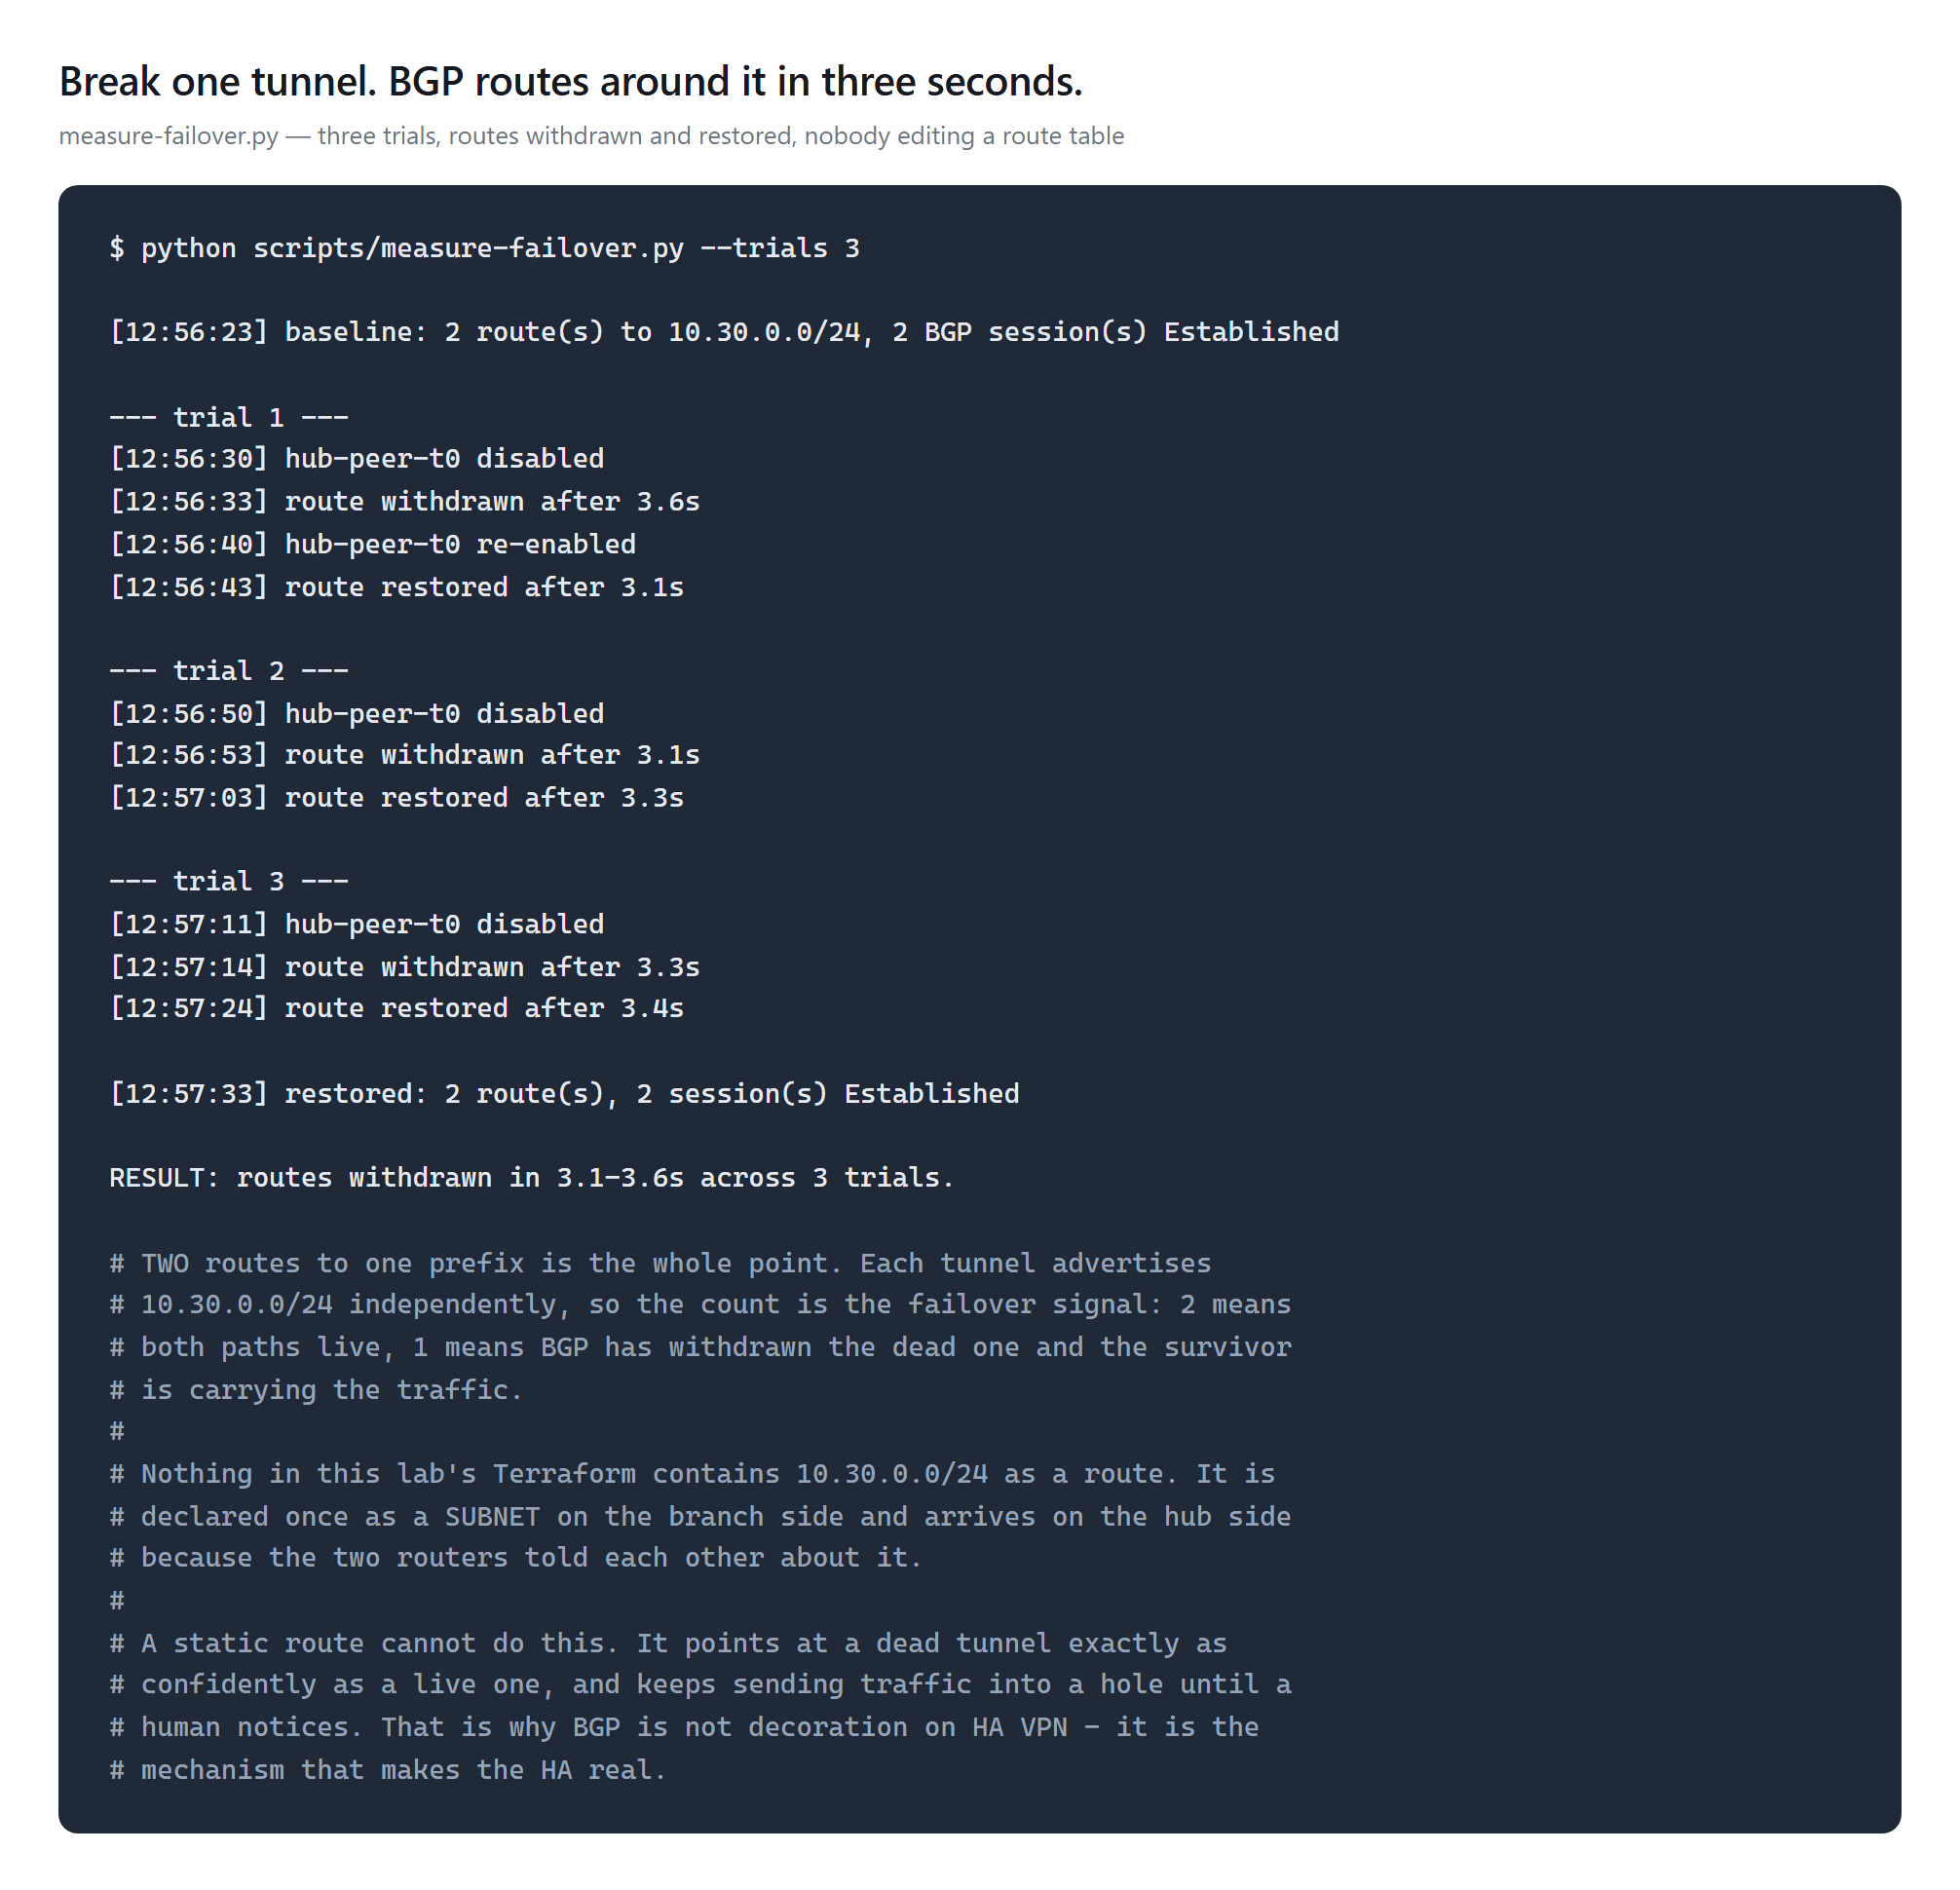 Break one tunnel. BGP routes around it in three seconds.
measure-failover.py — three trials, routes withdrawn and restored, nobody editing a route table
$ python scripts/measure-failover.py --trials 3
[12:56:23] baseline: 2 route(s) to 10.30.0.0/24, 2 BGP session(s) Established
--- trial 1 ---
[12:56:30] hub-peer-t0 disabled
[12:56:33] route withdrawn after 3.6s
[12:56:40] hub-peer-t0 re-enabled
[12:56:43] route restored after 3.1s
--- trial 2 ---
[12:56:50] hub-peer-t0 disabled
[12:56:53] route withdrawn after 3.1s
[12:57:03] route restored after 3.3s
--- trial 3 ---
[12:57:11] hub-peer-t0 disabled
[12:57:14] route withdrawn after 3.3s
[12:57:24] route restored after 3.4s
[12:57:33] restored: 2 route(s), 2 session(s) Established
RESULT: routes withdrawn in 3.1-3.6s across 3 trials.
# TWO routes to one prefix is the whole point. Each tunnel advertises
# 10.30.0.0/24 independently, so the count is the failover signal: 2 means
# both paths live, 1 means BGP has withdrawn the dead one and the survivor
# is carrying the traffic.
#
# Nothing in this lab's Terraform contains 10.30.0.0/24 as a route. It is
# declared once as a SUBNET on the branch side and arrives on the hub side
# because the two routers told each other about it.
#
# A static route cannot do this. It points at a dead tunnel exactly as
# confidently as a live one, and keeps sending traffic into a hole until a
# human notices. That is why BGP is not decoration on HA VPN - it is the
# mechanism that makes the HA real.